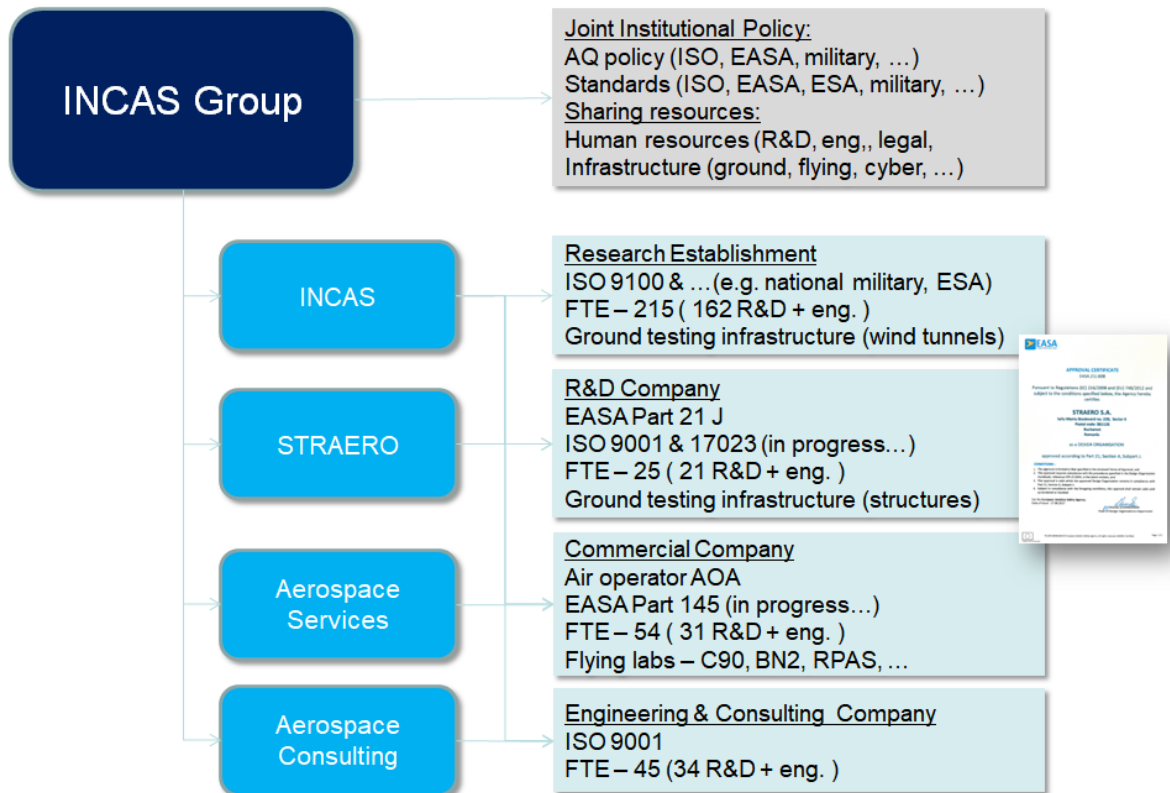 INCAS Group
Joint Institutional Policy:
AQ policy (ISO, EASA, military, …)
Standards (ISO, EASA, ESA, military, …)
Sharing resources:
Human resources (R&D, eng,, legal,
Infrastructure (ground, flying, cyber, …)
INCAS
Research Establishment
ISO 9100 & …(e.g. national military, ESA)
FTE – 215 ( 162 R&D + eng. )
Ground testing infrastructure (wind tunnels)
STRAERO
R&D Company
EASA Part 21 J
ISO 9001 & 17023 (in progress…)
FTE – 25 ( 21 R&D + eng. )
Ground testing infrastructure (structures)
EASA
APPROVAL CERTIFICATE
STRAERO S.A.
Aerospace
Services
Commercial Company
Air operator AOA
EASA Part 145 (in progress…)
FTE – 54 ( 31 R&D + eng. )
Flying labs – C90, BN2, RPAS, …
Aerospace
Consulting
Engineering & Consulting Company
ISO 9001
FTE – 45 (34 R&D + eng. )